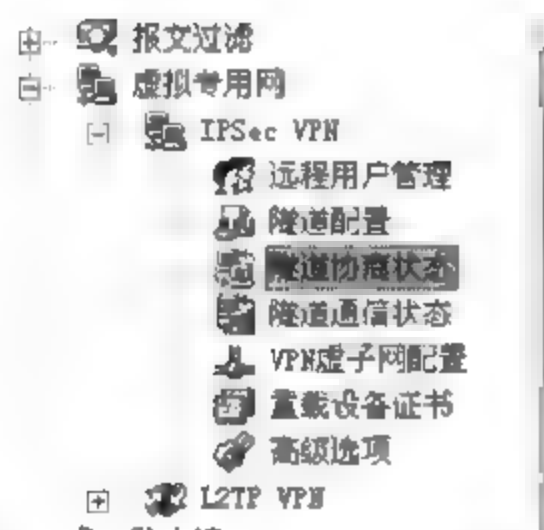 报文过滤
虚拟专用网
IPSec VPN
远程用户管理
隧道配置
隧道协商状态
隧道通信状态
VPN虚子网配置
重载设备证书
高级选项
L2TP VPN